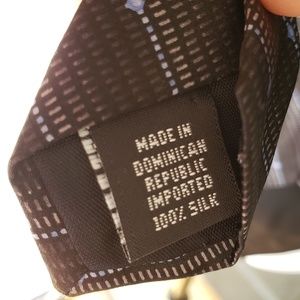 MADE IN
DOMINICAN
REPUBLIC
IMPORTED
100% SILK